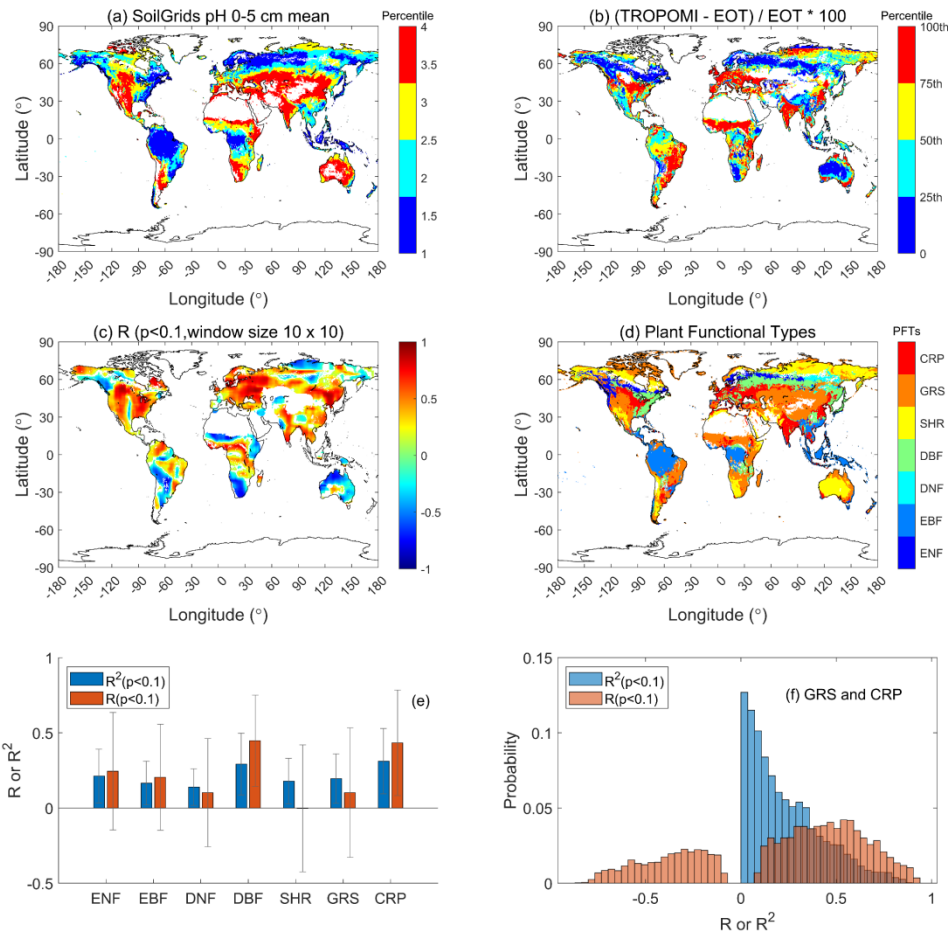 (a) SoilGrids pH 0-5 cm mean
Percentile
90
60
30
0
-30
-60
-90
Latitude (°)
-180
-150
-120
-90
-60
-30
0
30
60
90
120
150
180
Longitude (°)
4
4.5
3
2.5
2
1.5
1
(b) (TROPOMI - EOT) / EOT * 100
Percentile
90
60
30
0
-30
-60
-90
Latitude (°)
-180
-150
-120
-90
-60
-30
0
30
60
90
120
150
180
Longitude (°)
100th
75th
50th
25th
0
(c) R (p<0.1,window size 10 x 10)
90
60
30
0
-30
-60
-90
Latitude (°)
-180
-150
-120
-90
-60
-30
0
30
60
90
120
150
180
Longitude (°)
1
0.5
0
-0.5
-1
(d) Plant Functional Types
PFTs
90
60
30
0
-30
-60
-90
Latitude (°)
-180
-150
-120
-90
-60
-30
0
30
60
90
120
150
180
Longitude (°)
CRP
GRS
SHR
DBF
DNF
EBF
ENF
1
0.5
0
-0.5
R or R²
R²(p<0.1)
R(p<0.1)
(e)
ENF EBF DNF DBF SHR GRS CRP
0.15
0.1
0.05
0
Probability
R²(p<0.1)
R(p<0.1)
(f) GRS and CRP
-0.5 0 0.5 1
R or R²